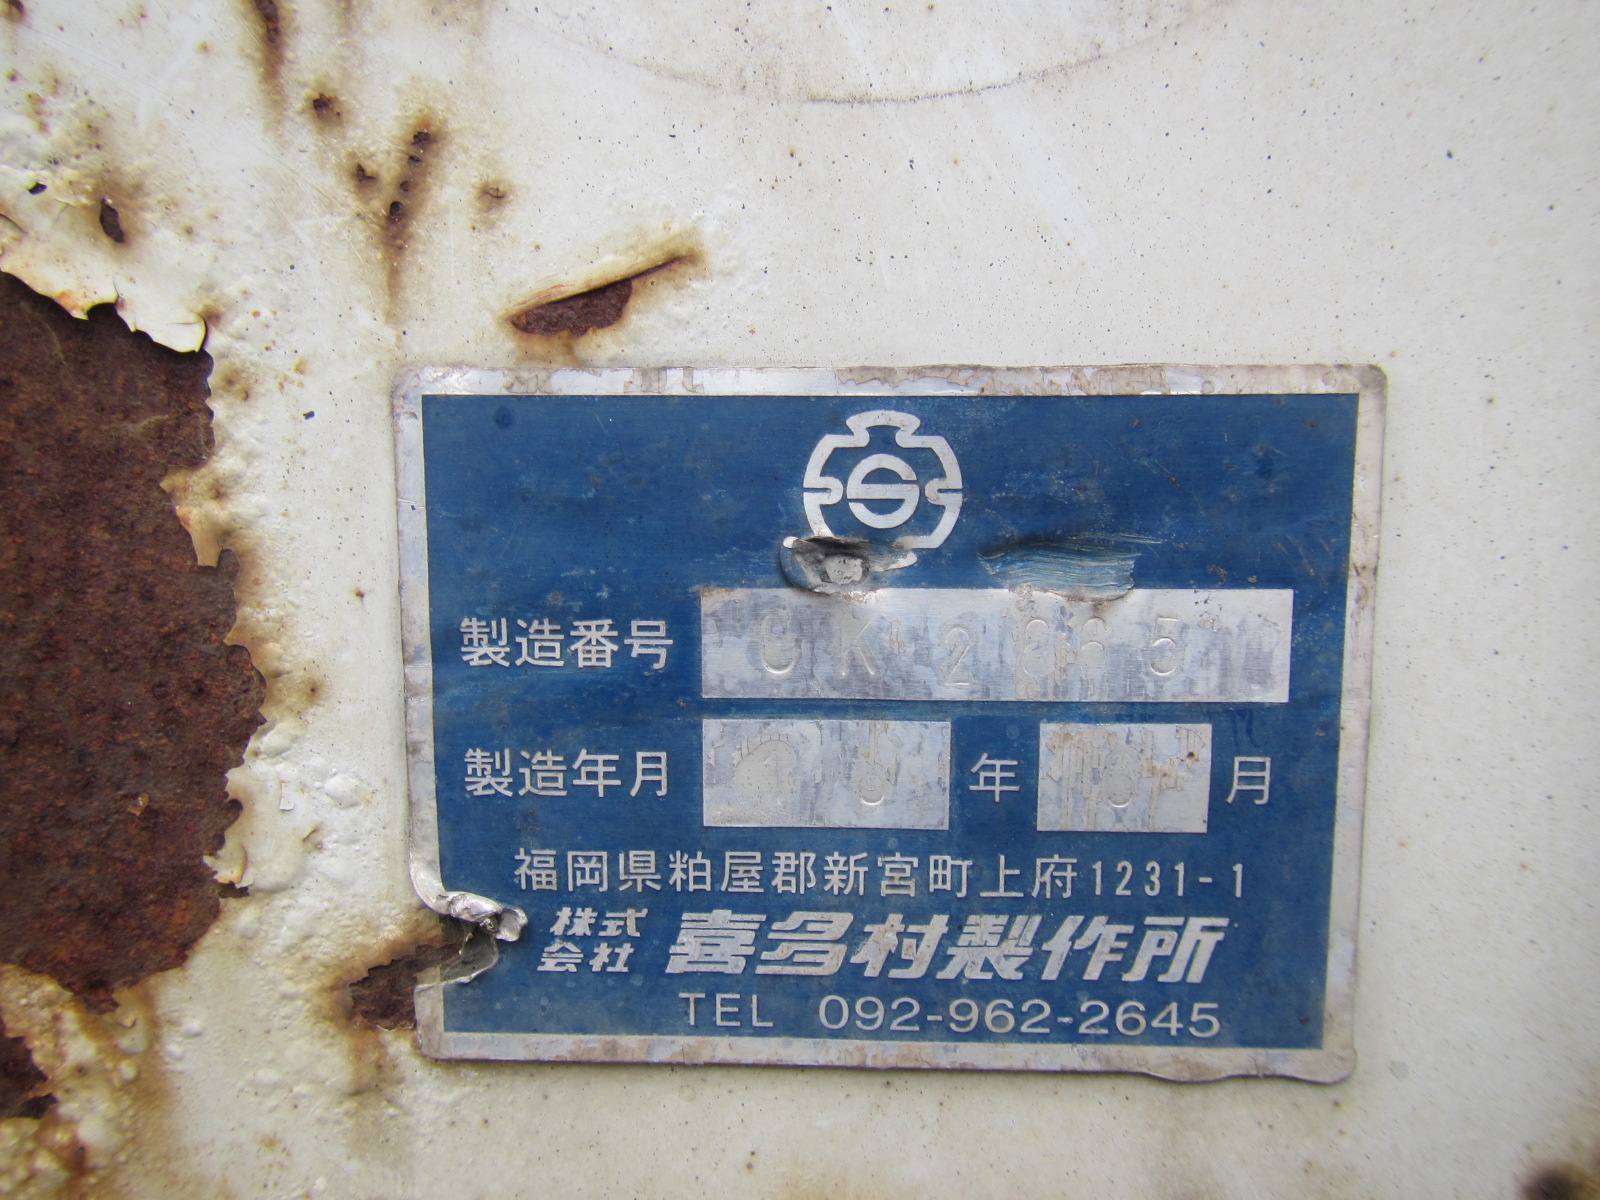 S
製造番号
製造年月 年 月
福岡県粕屋郡新宮町上府1231-1
株式会社 喜多村製作所
TEL 092-962-2645